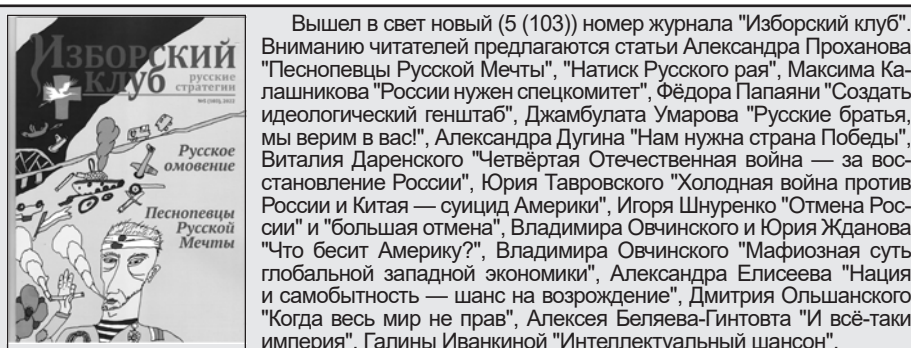 Изборский
клуб русские
стратегии
№5 (103), 2022
Русское
омовение
Песнопевцы
Русской
Мечты
Вышел в свет новый (5 (103)) номер журнала "Изборский клуб".
Вниманию читателей предлагаются статьи Александра Проханова
"Песнопевцы Русской Мечты", "Натиск Русского рая", Максима Ка-
лашникова "России нужен спецкомитет", Фёдора Папаяни "Создать
идеологический генштаб", Джамбулата Умарова "Русские братья,
мы верим в вас!", Александра Дугина "Нам нужна страна Победы",
Виталия Даренского "Четвёртая Отечественная война — за вос-
становление России", Юрия Тавровского "Холодная война против
России и Китая — суицид Америки", Игоря Шнуренко "Отмена Рос-
сии" и "большая отмена", Владимира Овчинского и Юрия Жданова
"Что бесит Америку?", Владимира Овчинского "Мафиозная суть
глобальной западной экономики", Александра Елисеева "Нация
и самобытность — шанс на возрождение", Дмитрия Ольшанского
"Когда весь мир не прав", Алексея Беляева-Гинтовта "И всё-таки
империя", Галины Иванкиной "Интеллектуальный шансон".